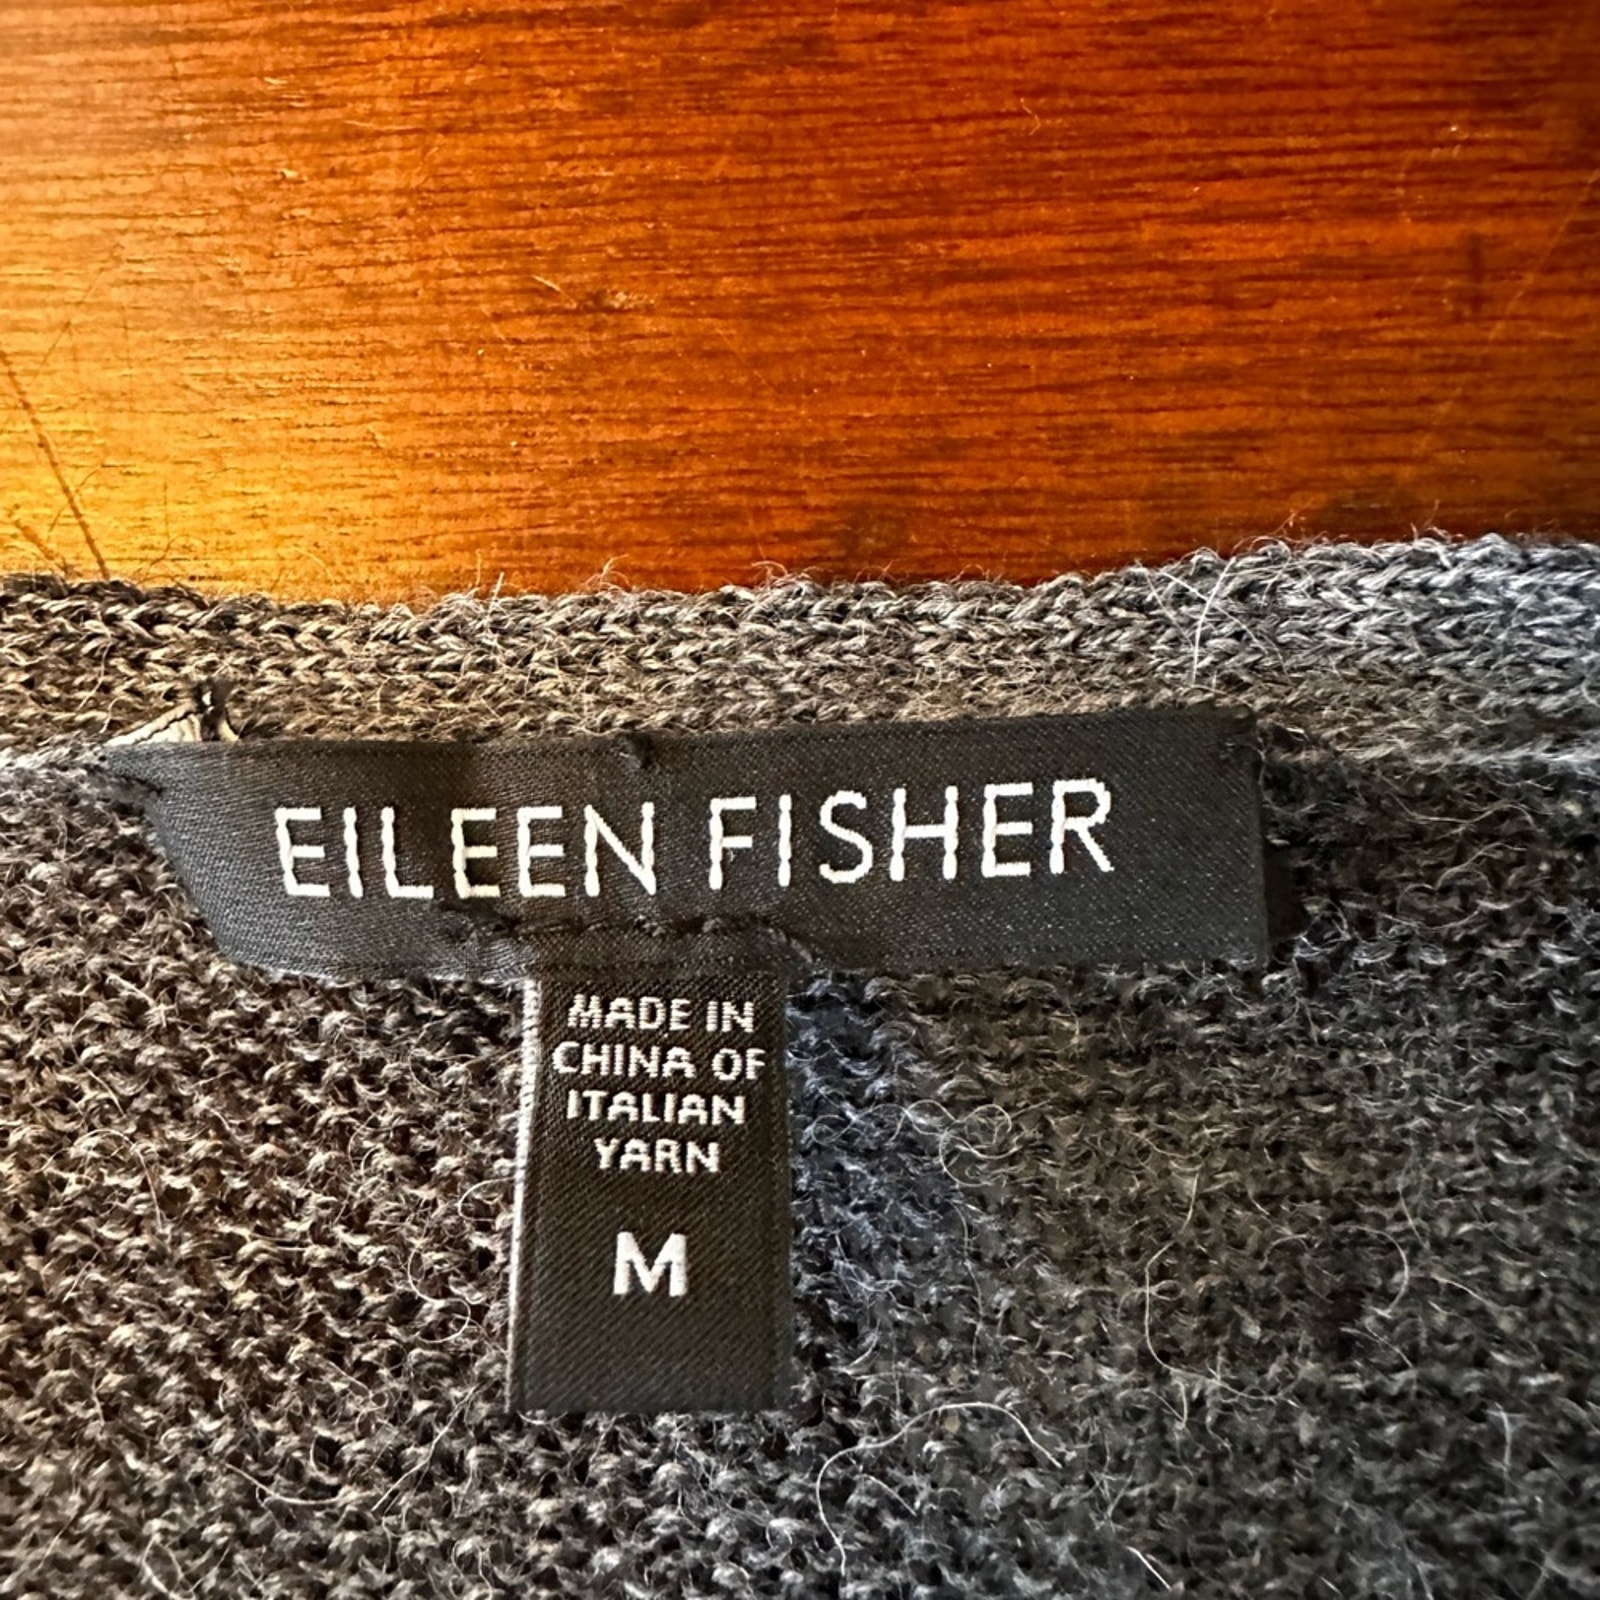 EILEEN FISHER
MADE IN
CHINA OF
ITALIAN
YARN
M